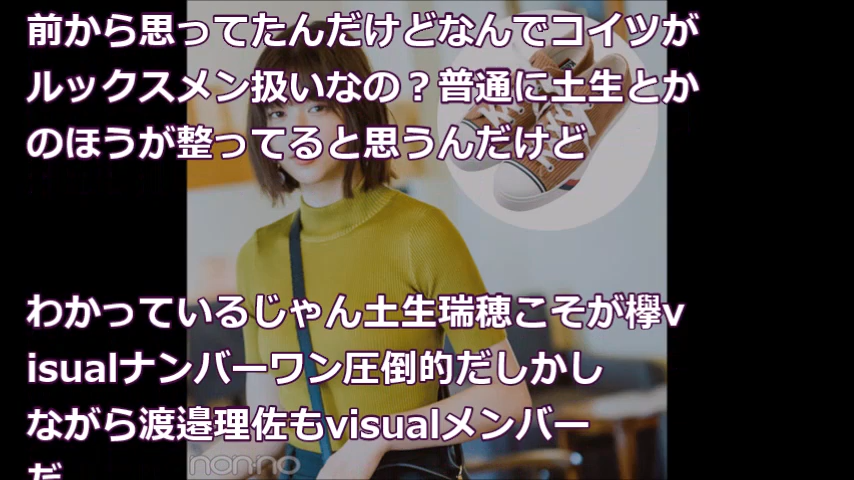 前から思ってたんだけどなんでコイツが
ルックスメン扱いなの？普通に土生とか
のほうが整ってると思うんだけど
わかっているじゃん土生瑞穂こそが欅v
isualナンバーワン圧倒的だしかし
ながら渡邉理佐もvisualメンバー
だ
non-no